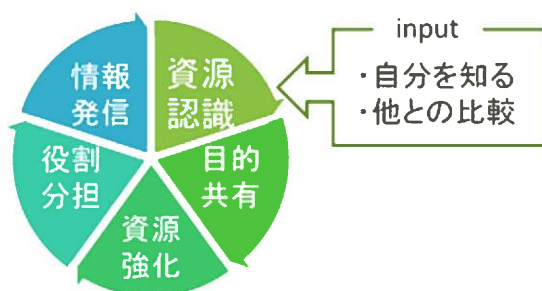 情報
発信
資源
認識
目的
共有
資源
強化
役割
分担
input
・自分を知る
・他との比較